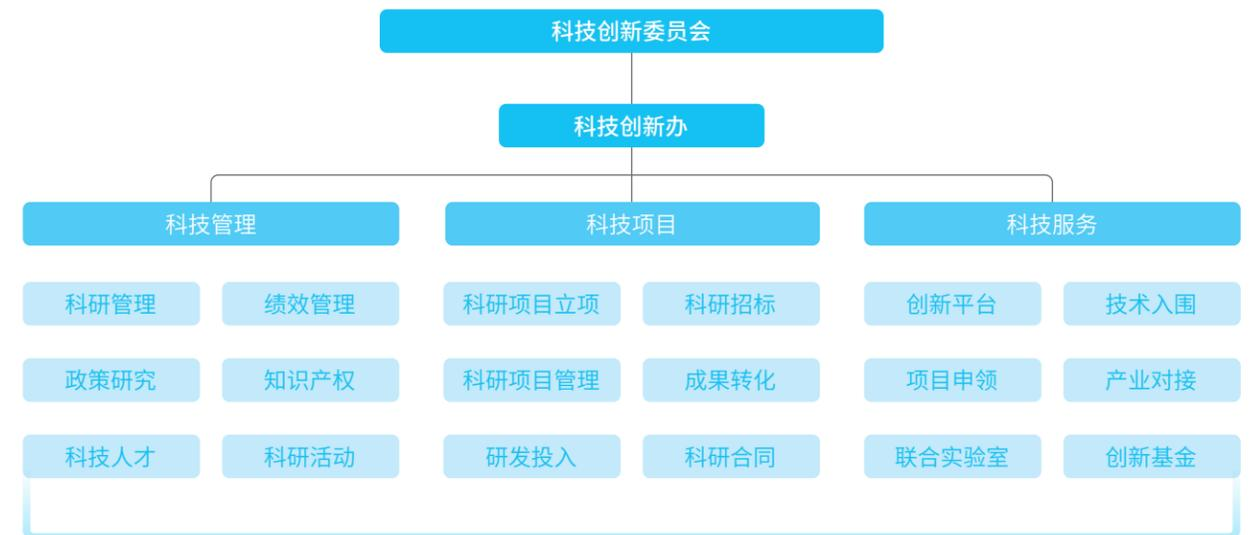 科技创新委员会
科技创新办
科技管理 科技项目 科技服务
科研管理 绩效管理 科研项目立项 科研招标 创新平台 技术入围
政策研究 知识产权 科研项目管理 成果转化 项目申领 产业对接
科技人才 科研活动 研发投入 科研合同 联合实验室 创新基金